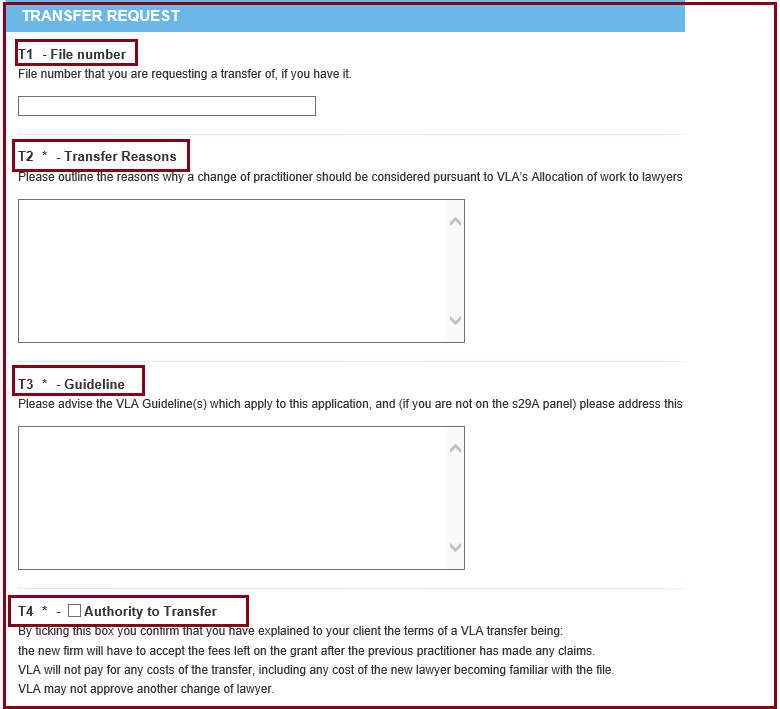 TRANSFER REQUEST
T1 - File number
File number that you are requesting a transfer of, if you have it.
T2 * - Transfer Reasons
Please outline the reasons why a change of practitioner should be considered pursuant to VLA's Allocation of work to lawyers
T3 * - Guideline
Please advise the VLA Guideline(s) which apply to this application, and (if you are not on the s29A panel) please address this
T4 * - Authority to Transfer
By ticking this box you confirm that you have explained to your client the terms of a VLA transfer being:
the new firm will have to accept the fees left on the grant after the previous practitioner has made any claims.
VLA will not pay for any costs of the transfer, including any cost of the new lawyer becoming familiar with the file.
VLA may not approve another change of lawyer.